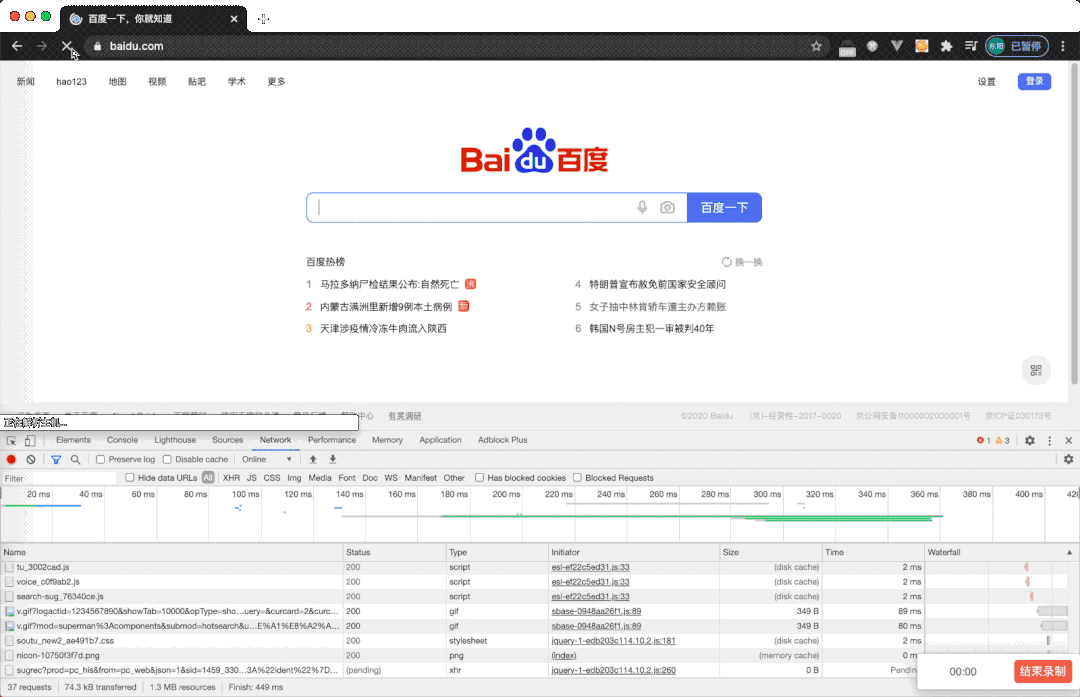 百度一下，你就知道
baidu.com
OFF
东阳 已暂停
新闻 hao123 地图 视频 贴吧 学术 更多 设置 登录
Bai du 百度
百度一下
百度热榜 换一换
1 马拉多纳尸检结果公布:自然死亡 沸 4 特朗普宣布赦免前国家安全顾问
2 内蒙古满洲里新增9例本土病例 5 女子抽中林肯轿车遭主办方赖账
3 天津涉疫情冷冻牛肉流入陕西 6 韩国N号房主犯一审被判40年
有奖调研 ©2020 Baidu (京)-经营性-2017-0020 京公网安备11000002000001号 京ICP证030173号
Elements Console Lighthouse Sources Network Performance Memory Application Adblock Plus 1 3
Preserve log Disable cache Online
Filter Hide data URLs All XHR JS CSS Img Media Font Doc WS Manifest Other Has blocked cookies Blocked Requests
20 ms 40 ms 60 ms 80 ms 100 ms 120 ms 140 ms 160 ms 180 ms 200 ms 220 ms 240 ms 260 ms 280 ms 300 ms 320 ms 340 ms 360 ms 380 ms 400 ms 420
Name Status Type Initiator Size Time Waterfall
tu_3002cad.js 200 script esl-ef22c5ed31.js:33 (disk cache) 2 ms
voice_c0f9ab2.js 200 script esl-ef22c5ed31.js:33 (disk cache) 2 ms
search-sug_76340ce.js 200 script esl-ef22c5ed31.js:33 (disk cache) 2 ms
v.gif?logactid=1234567890&showTab=10000&opType=sho…uery=&curcard=2&curc… 200 gif sbase-0948aa26f1.js:89 349 B 89 ms
v.gif?mod=superman%3Acomponents&submod=hotsearch&u…E%A1%E8%A2%A… 200 gif sbase-0948aa26f1.js:89 349 B 80 ms
soutu_new2_ae491b7.css 200 stylesheet jquery-1-edb203c114.10.2.js:181 (disk cache) 2 ms
nicon-10750f3f7d.png 200 png (index) (memory cache) 0 ms
sugrec?prod=pc_his&from=pc_web&json=1&sid=1459_330…3A%22ident%22%7D… (pending) xhr jquery-1-edb203c114.10.2.js:260 0 B Pendin
00:00 结束录制
37 requests 74.3 kB transferred 1.3 MB resources Finish: 449 ms